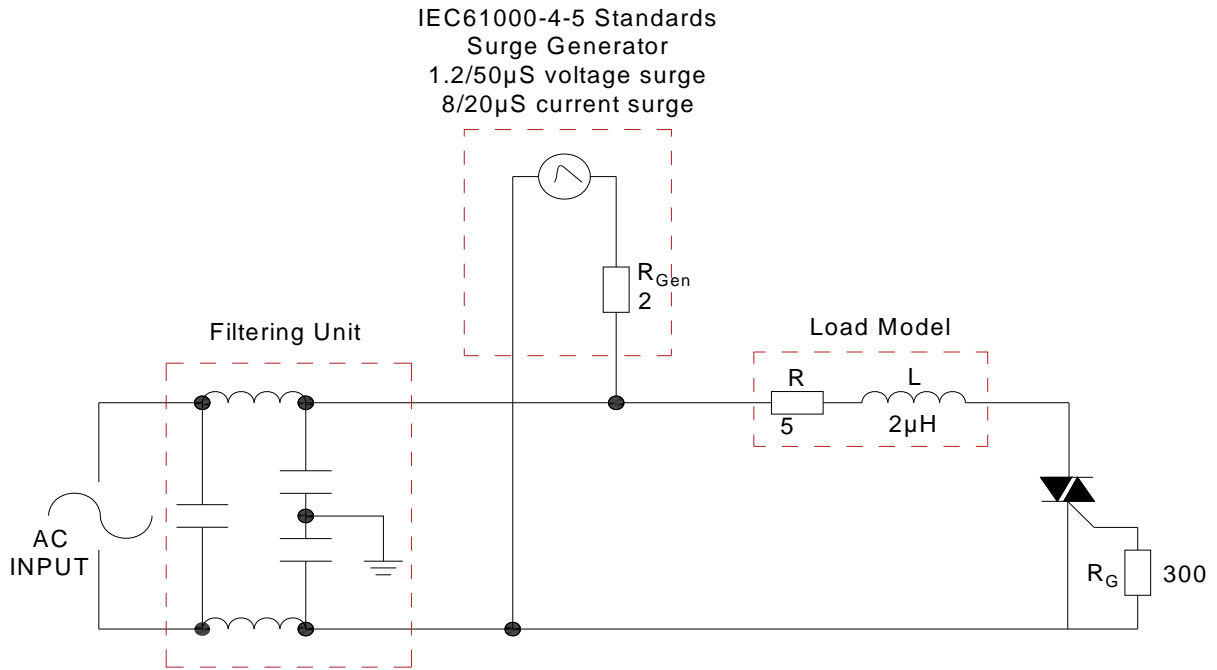 IEC61000-4-5 Standards
Surge Generator
1.2/50µS voltage surge
8/20µS current surge
R_Gen
2
Filtering Unit
Load Model
R
L
5
2µH
AC
INPUT
R_G
300